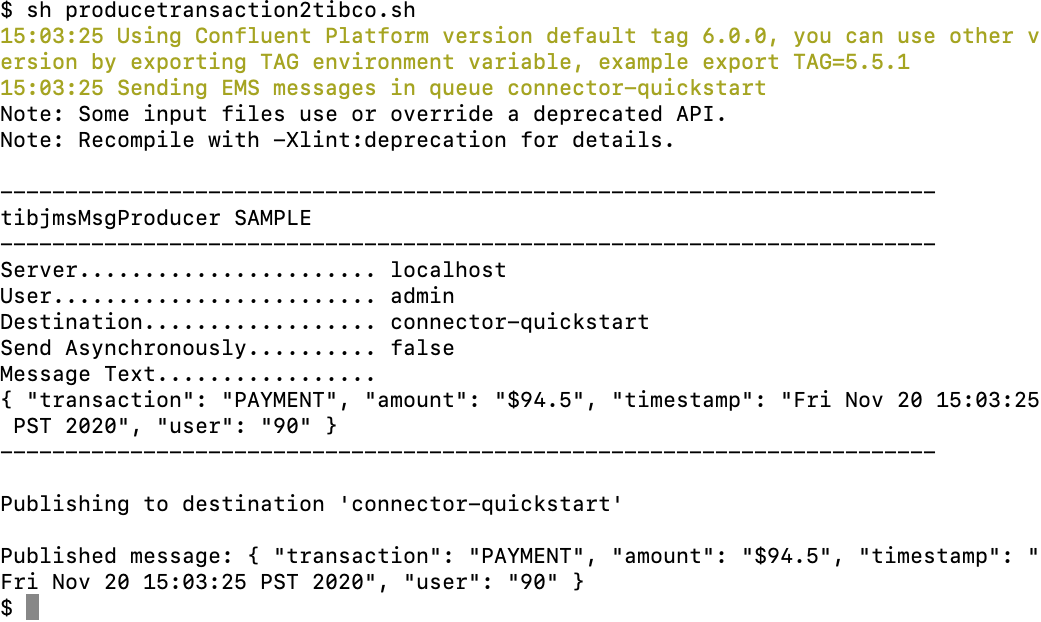 $ sh producetransaction2tibco.sh
15:03:25 Using Confluent Platform version default tag 6.0.0, you can use other v
ersion by exporting TAG environment variable, example export TAG=5.5.1
15:03:25 Sending EMS messages in queue connector-quickstart
Note: Some input files use or override a deprecated API.
Note: Recompile with -Xlint:deprecation for details.
------------------------------------------------------------------------
tibjmsMsgProducer SAMPLE
------------------------------------------------------------------------
Server....................... localhost
User......................... admin
Destination.................. connector-quickstart
Send Asynchronously.......... false
Message Text.................
{ "transaction": "PAYMENT", "amount": "$94.5", "timestamp": "Fri Nov 20 15:03:25
 PST 2020", "user": "90" }
------------------------------------------------------------------------
Publishing to destination 'connector-quickstart'
Published message: { "transaction": "PAYMENT", "amount": "$94.5", "timestamp": "
Fri Nov 20 15:03:25 PST 2020", "user": "90" }
$